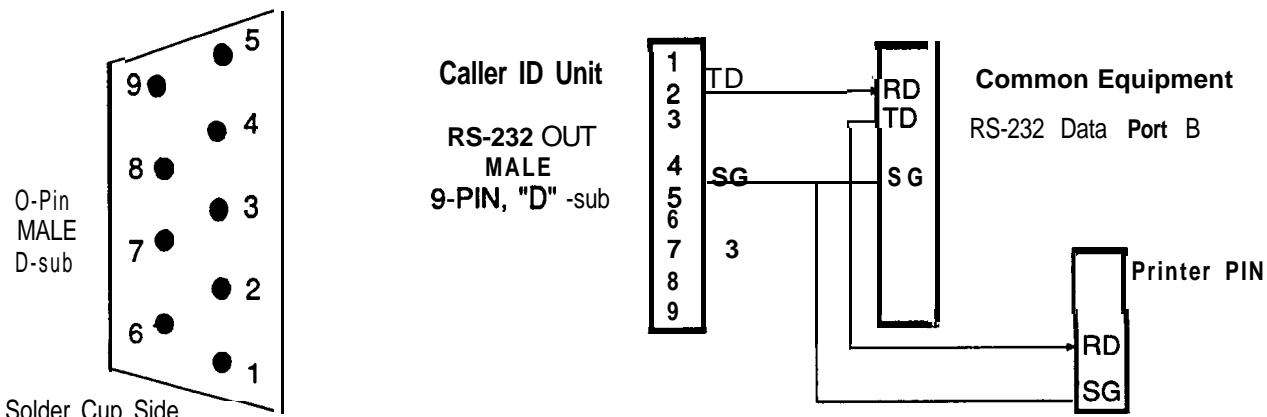 5
9
4
8
3
7
2
6
1
O-Pin
MALE
D-sub
Solder Cup Side
Caller ID Unit
RS-232 OUT
MALE
9-PIN, "D" -sub
1
2
3
4
5
6
7
8
9
TD
SG
3
RD
TD
SG
Common Equipment
RS-232 Data Port B
Printer PIN
RD
SG